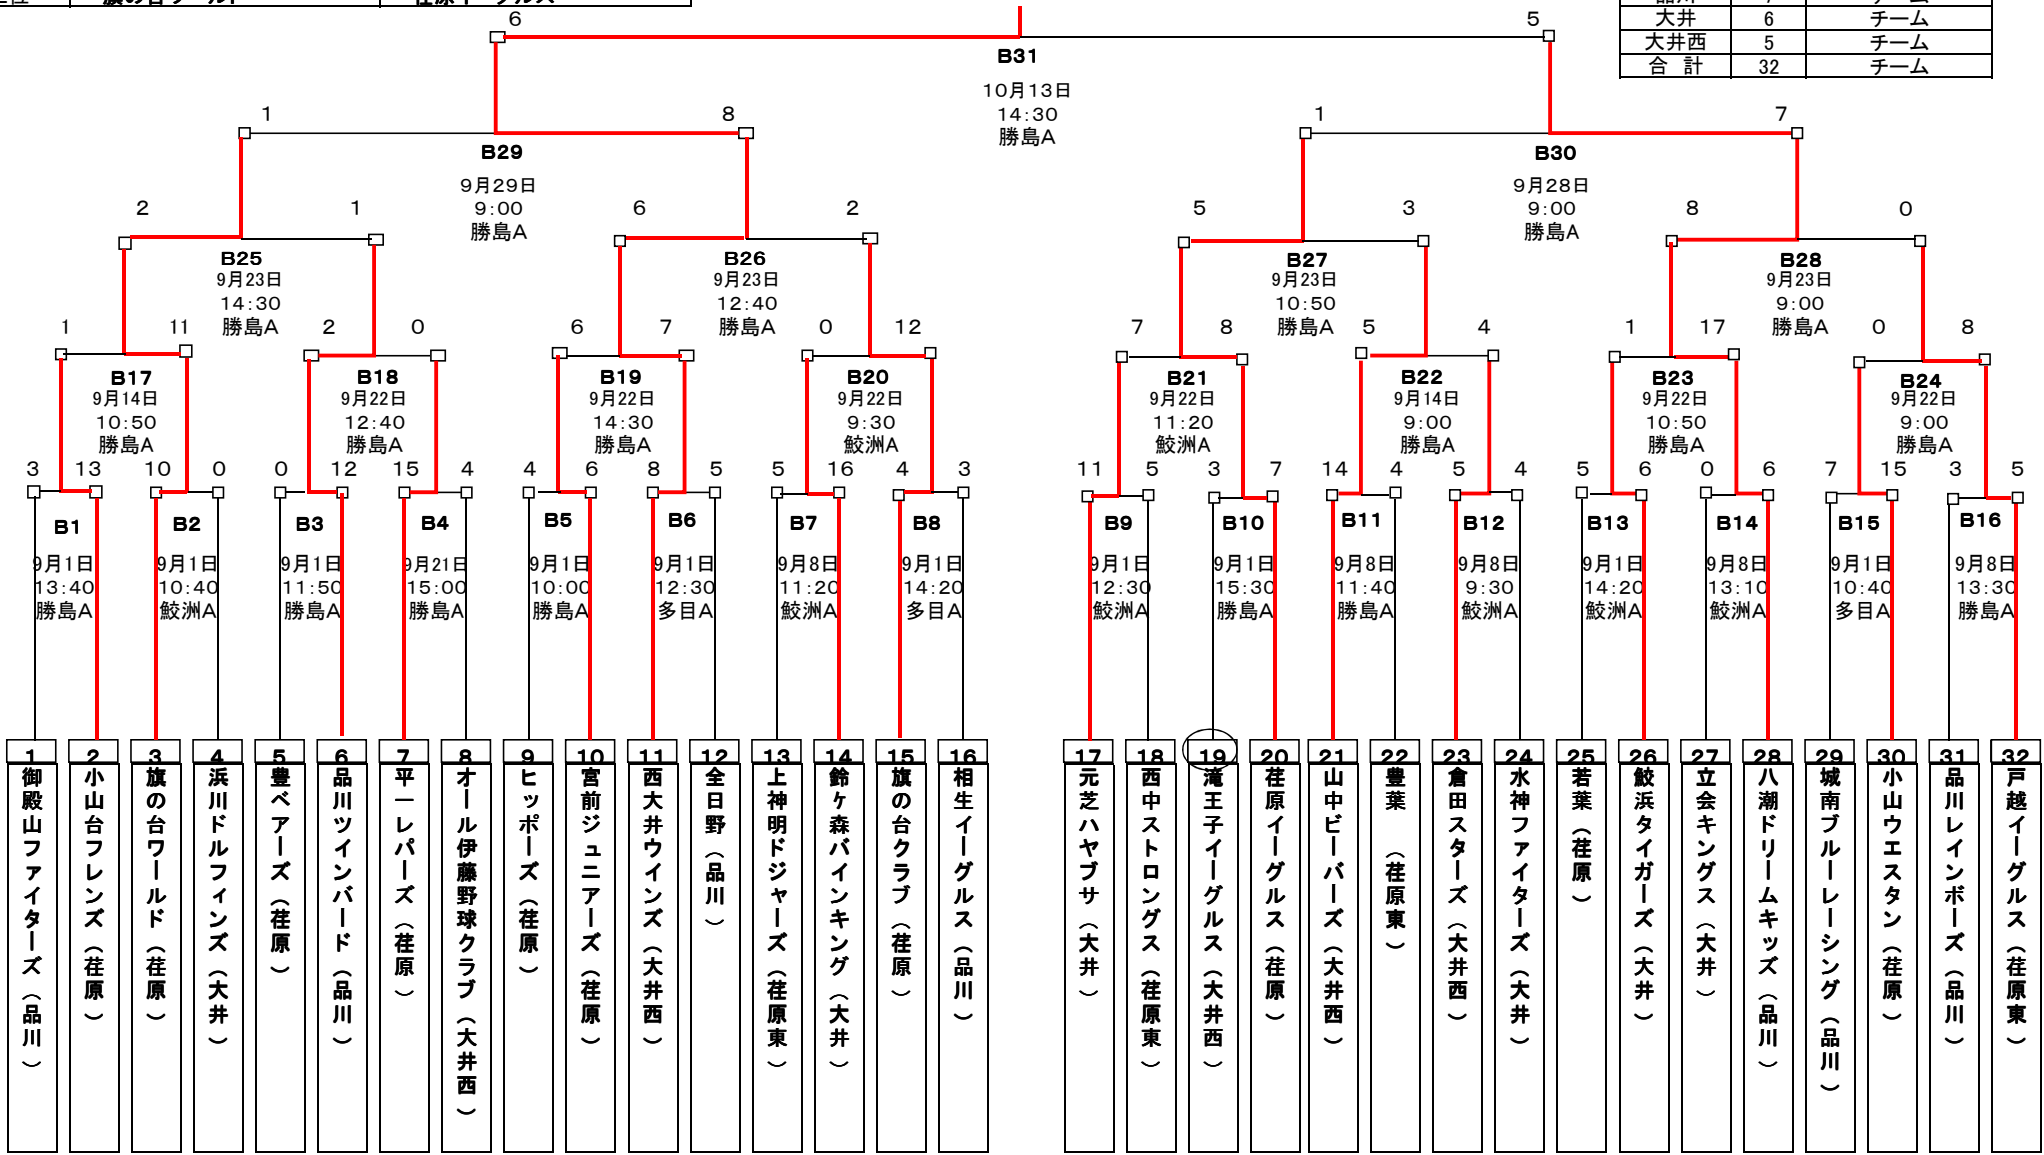 大井 6 チーム
大井西 5 チーム
合 計 32 チーム
6 5
B31
10月13日
14:30
勝島A
1 8
B29
9月29日
9:00
勝島A
1 7
B30
9月28日
9:00
勝島A
2 1
B25
9月23日
14:30
勝島A
6 2
B26
9月23日
12:40
勝島A
5 3
B27
9月23日
10:50
勝島A
8 0
B28
9月23日
9:00
勝島A
1 11
B17
9月14日
10:50
勝島A
2 0
B18
9月22日
12:40
勝島A
6 7
B19
9月22日
14:30
勝島A
0 12
B20
9月22日
9:30
鮫洲A
7 8
B21
9月22日
11:20
鮫洲A
5 4
B22
9月14日
9:00
勝島A
1 17
B23
9月22日
10:50
勝島A
0 8
B24
9月22日
9:00
勝島A
3 13
B1
9月1日
13:40
勝島A
10 0
B2
9月1日
10:40
鮫洲A
0 12
B3
9月1日
11:50
勝島A
15 4
B4
9月21日
15:00
勝島A
4 6
B5
9月1日
10:00
勝島A
8 5
B6
9月1日
12:30
多目A
5 16
B7
9月8日
11:20
鮫洲A
4 3
B8
9月1日
14:20
多目A
11 5
B9
9月1日
12:30
鮫洲A
3 7
B10
9月1日
15:30
勝島A
14 4
B11
9月8日
11:40
勝島A
5 4
B12
9月8日
9:30
鮫洲A
5 6
B13
9月1日
14:20
鮫洲A
0 6
B14
9月8日
13:10
鮫洲A
7 15
B15
9月1日
10:40
多目A
3 5
B16
9月8日
13:30
勝島A
1 御殿山ファイターズ（品川）
2 小山台フレンズ（荏原）
3 旗の台ワールド（荏原）
4 浜川ドルフィンズ（大井）
5 豊ベアーズ（荏原）
6 品川ツインバード（品川）
7 平一レパーズ（荏原）
8 オール伊藤野球クラブ（大井西）
9 ヒッポーズ（荏原）
10 宮前ジュニアーズ（荏原）
11 西大井ウインズ（大井西）
12 全日野（品川）
13 上神明ドジャーズ（荏原東）
14 鈴ヶ森バインキング（大井）
15 旗の台クラブ（荏原）
16 相生イーグルス（品川）
17 元芝ハヤブサ（大井）
18 西中ストロングス（荏原東）
19 滝王子イーグルス（大井西）
20 荏原イーグルス（荏原）
21 山中ビーバーズ（大井西）
22 豊葉 （荏原東）
23 倉田スターズ（大井西）
24 水神ファイターズ（大井）
25 若葉（荏原）
26 鮫浜タイガーズ（大井）
27 立会キングス（大井）
28 八潮ドリームキッズ（品川）
29 城南ブルーレーシング（品川）
30 小山ウエスタン（荏原）
31 品川レインボーズ（品川）
32 戸越イーグルス（荏原東）